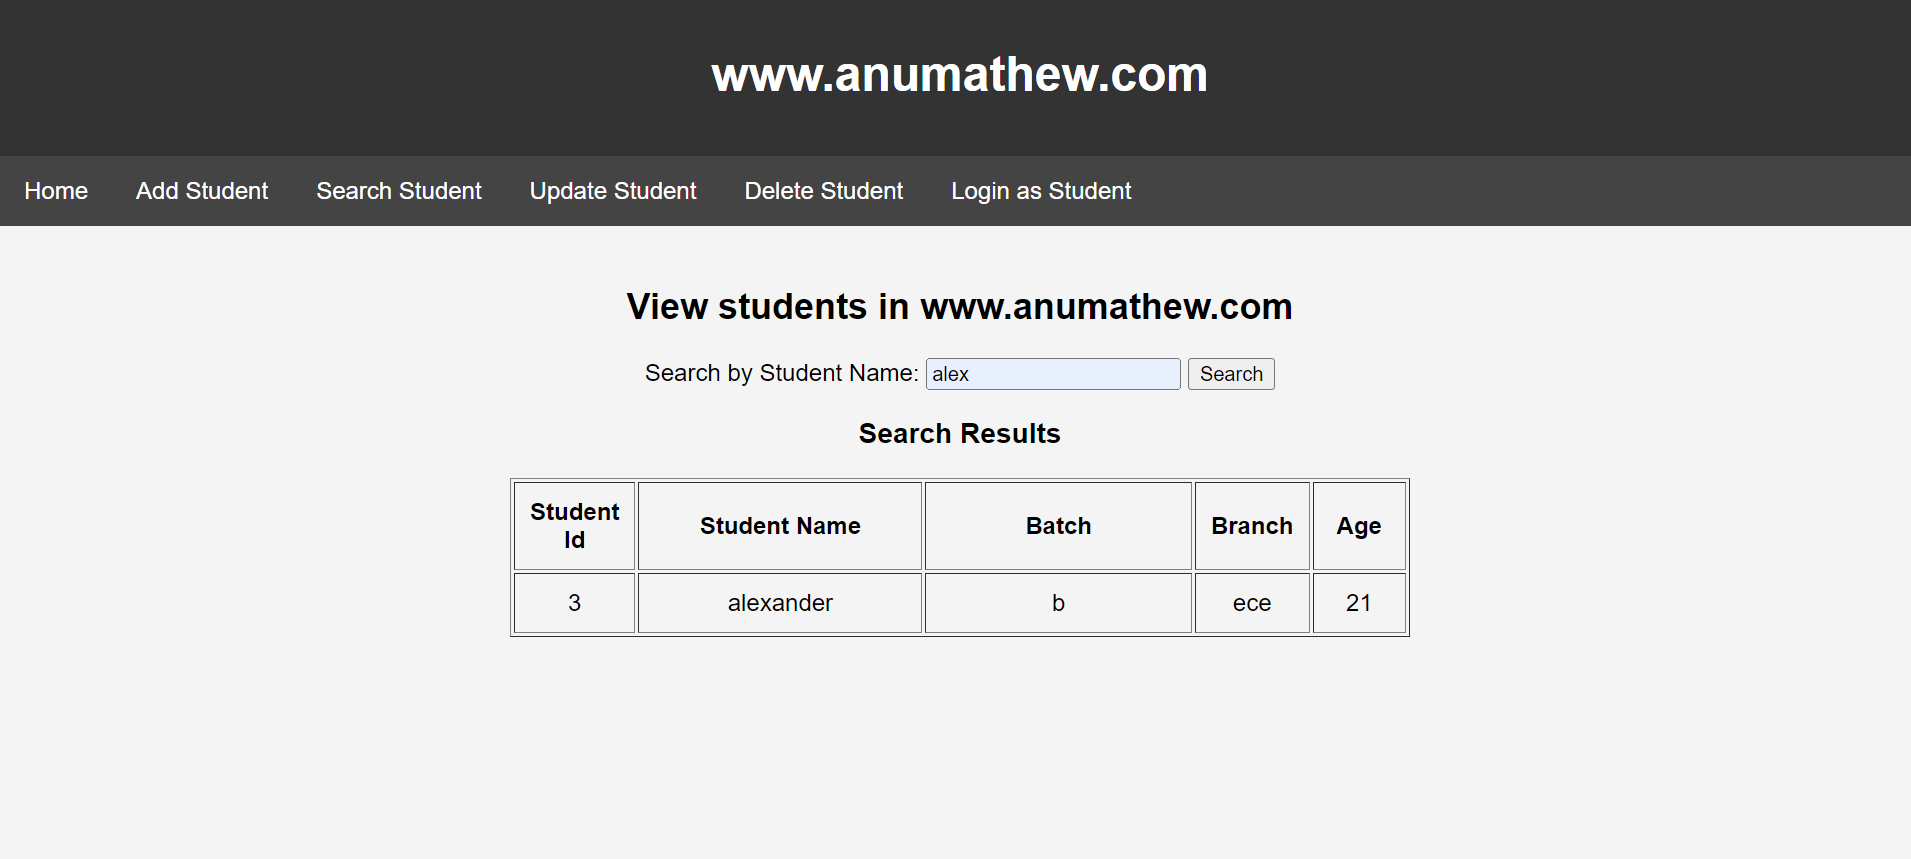 www.anumathew.com
Home Add Student Search Student Update Student Delete Student Login as Student
View students in www.anumathew.com
Search by Student Name: alex Search
Search Results
Student Id Student Name Batch Branch Age
3 alexander b ece 21